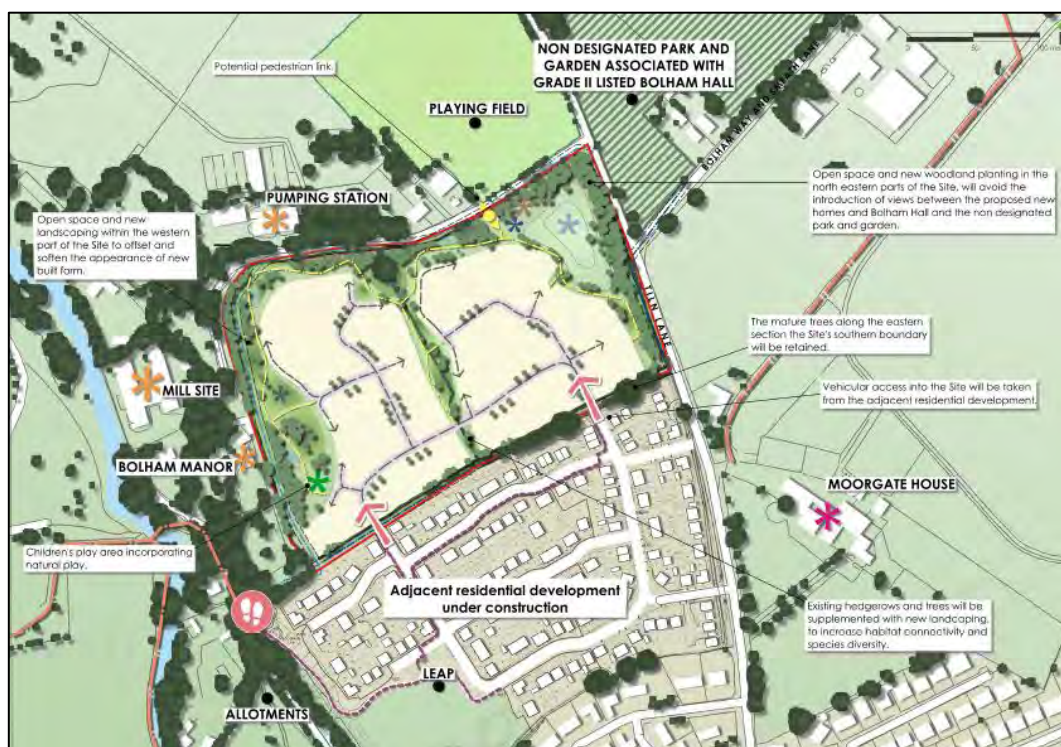 NON DESIGNATED PARK AND
GARDEN ASSOCIATED WITH
GRADE II LISTED BOLHAM HALL
Potential pedestrian link.
PLAYING FIELD
0
50
100
PUMPING STATION
Open space and new woodland planting in the
north eastern parts of the Site, will avoid the
introduction of views between the proposed new
homes and Bolham Hall and the non designated
park and garden.
Open space and new
landscaping within the western
part of the Site to offset and
soften the appearance of new
built form.
TILN LANE
The mature trees along the eastern
section the Site's southern boundary
will be retained.
MILL SITE
Vehicular access into the Site will be taken
from the adjacent residential development.
BOLHAM MANOR
MOORGATE HOUSE
Children's play area incorporating
natural play.
Adjacent residential development
under construction
Existing hedgerows and trees will be
supplemented with new landscaping,
to increase habitat connectivity and
species diversity.
LEAP
ALLOTMENTS